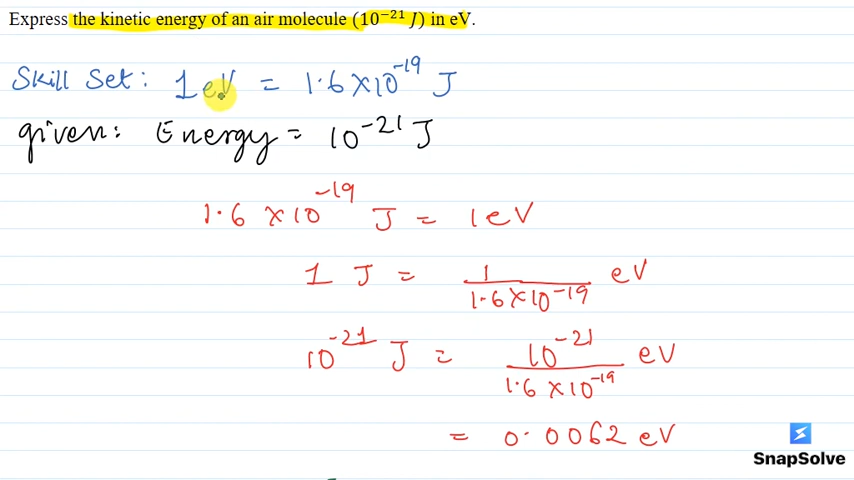 Express the kinetic energy of an air molecule (10⁻²¹ J) in eV.
Skill Set: 1 eV = 1.6×10⁻¹⁹ J
given: Energy = 10⁻²¹ J
1.6 ×10⁻¹⁹ J = 1eV
1 J = 1/1.6×10⁻¹⁹ eV
10⁻²¹ J = 10⁻²¹/1.6×10⁻¹⁹ eV
= 0.0062 eV
SnapSolve